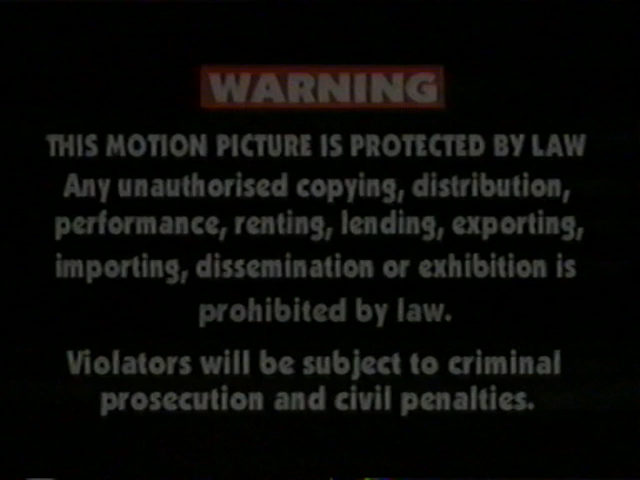 WARNING
THIS MOTION PICTURE IS PROTECTED BY LAW
Any unauthorised copying, distribution,
performance, renting, lending, exporting,
importing, dissemination or exhibition is
prohibited by law.
Violators will be subject to criminal
prosecution and civil penalties.